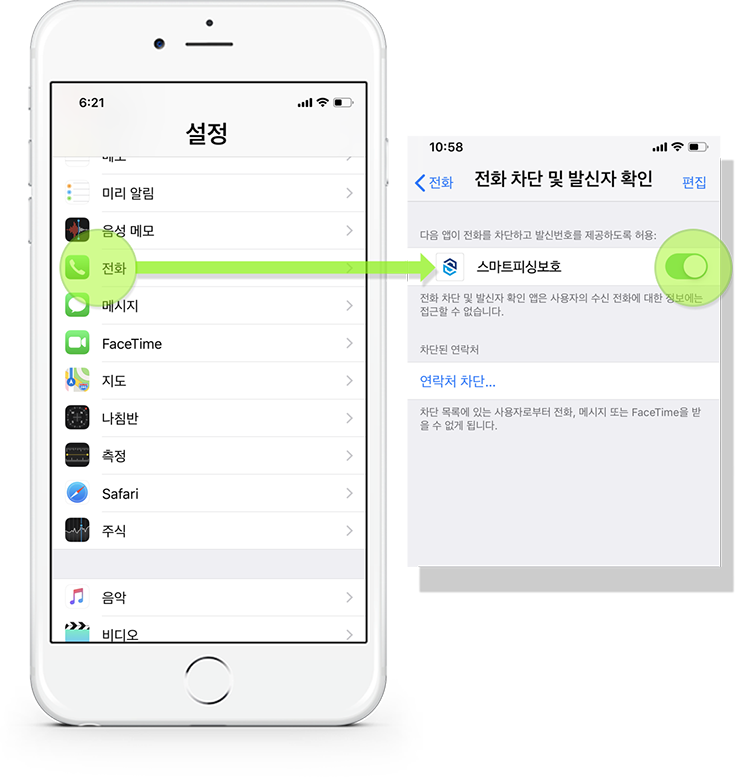 6:21
설정
메모
미리 알림
음성 메모
전화
메시지
FaceTime
지도
나침반
측정
Safari
주식
음악
비디오
10:58
전화
전화 차단 및 발신자 확인
편집
다음 앱이 전화를 차단하고 발신번호를 제공하도록 허용:
스마트피싱보호
전화 차단 및 발신자 확인 앱은 사용자의 수신 전화에 대한 정보에는
접근할 수 없습니다.
차단된 연락처
연락처 차단...
차단 목록에 있는 사용자로부터 전화, 메시지 또는 FaceTime을 받
을 수 없게 됩니다.